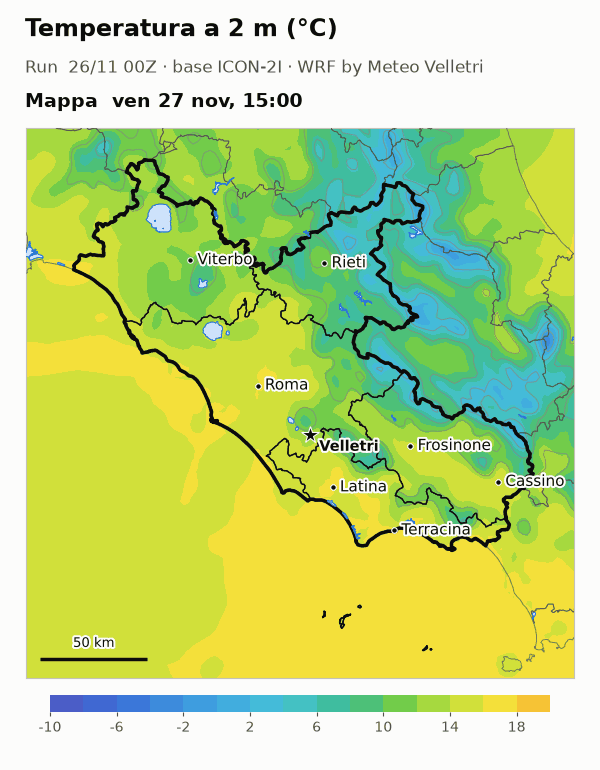 Temperatura a 2 m (°C)
Run  26/11 00Z · base ICON-2I · WRF by Meteo Velletri
Mappa  ven 27 nov, 15:00
Viterbo
Rieti
Roma
Velletri
Frosinone
Cassino
Latina
Terracina
50 km
-10 -6 -2 2 6 10 14 18